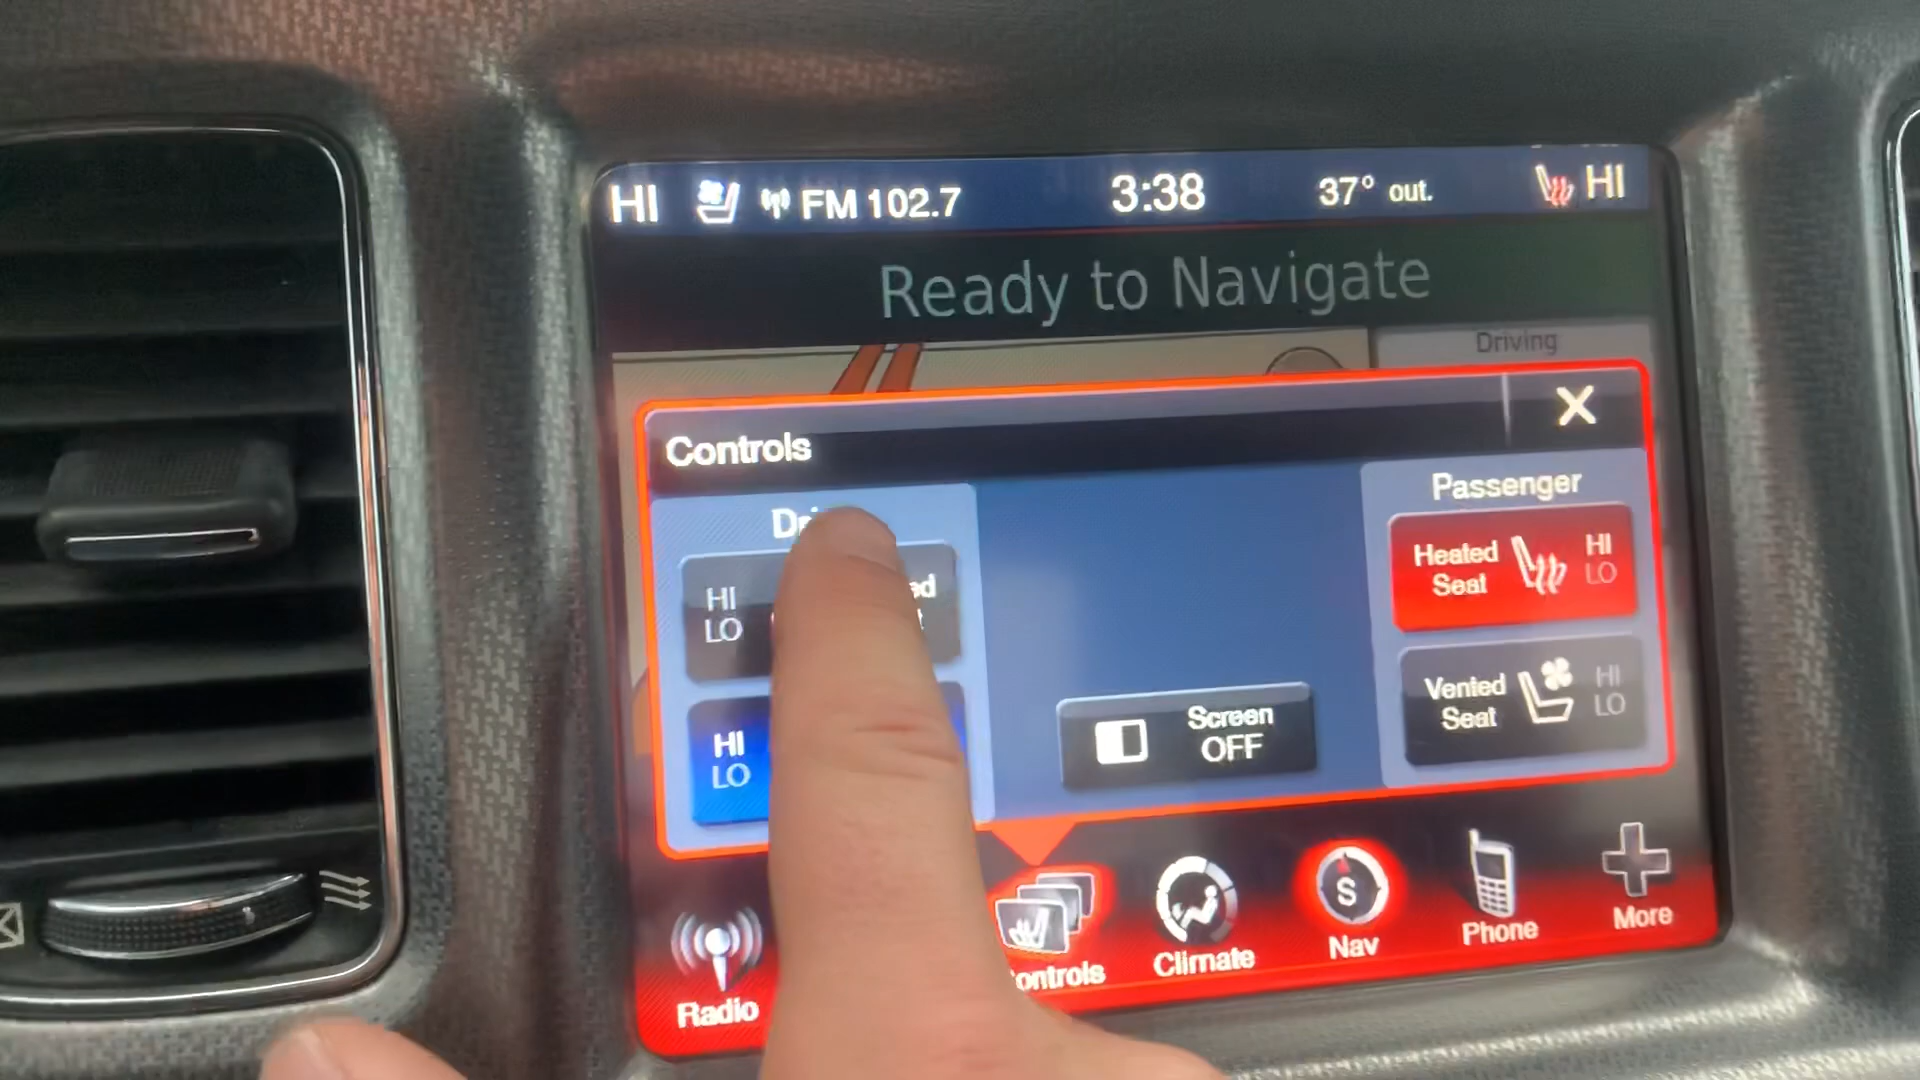 HI FM 102.7 3:38 37° out. HI
Ready to Navigate
Driving
Controls X
Passenger
HI
LO
Heated
Seat
HI
LO
HI
LO
Screen
OFF
Vented
Seat
HI
LO
Radio
Climate
S
Nav
Phone
More